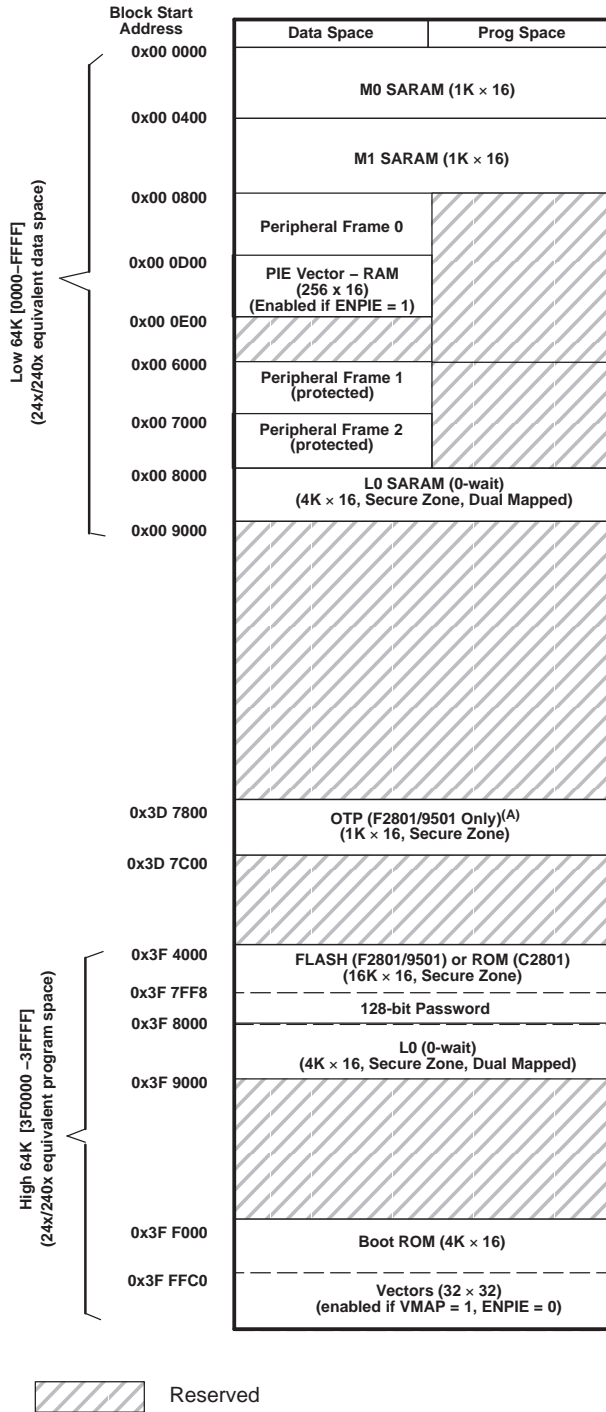 Block Start
Address
Data Space
Prog Space
0x00 0000
M0 SARAM (1K × 16)
0x00 0400
M1 SARAM (1K × 16)
0x00 0800
Peripheral Frame 0
0x00 0D00
PIE Vector – RAM
(256 x 16)
(Enabled if ENPIE = 1)
0x00 0E00
0x00 6000
Peripheral Frame 1
(protected)
0x00 7000
Peripheral Frame 2
(protected)
0x00 8000
L0 SARAM (0-wait)
(4K × 16, Secure Zone, Dual Mapped)
0x00 9000
Low 64K [0000–FFFF]
(24x/240x equivalent data space)
0x3D 7800
OTP (F2801/9501 Only)(A)
(1K × 16, Secure Zone)
0x3D 7C00
0x3F 4000
FLASH (F2801/9501) or ROM (C2801)
(16K × 16, Secure Zone)
0x3F 7FF8
128-bit Password
0x3F 8000
L0 (0-wait)
(4K × 16, Secure Zone, Dual Mapped)
0x3F 9000
High 64K [3F0000 –3FFFF]
(24x/240x equivalent program space)
0x3F F000
Boot ROM (4K × 16)
0x3F FFC0
Vectors (32 × 32)
(enabled if VMAP = 1, ENPIE = 0)
Reserved